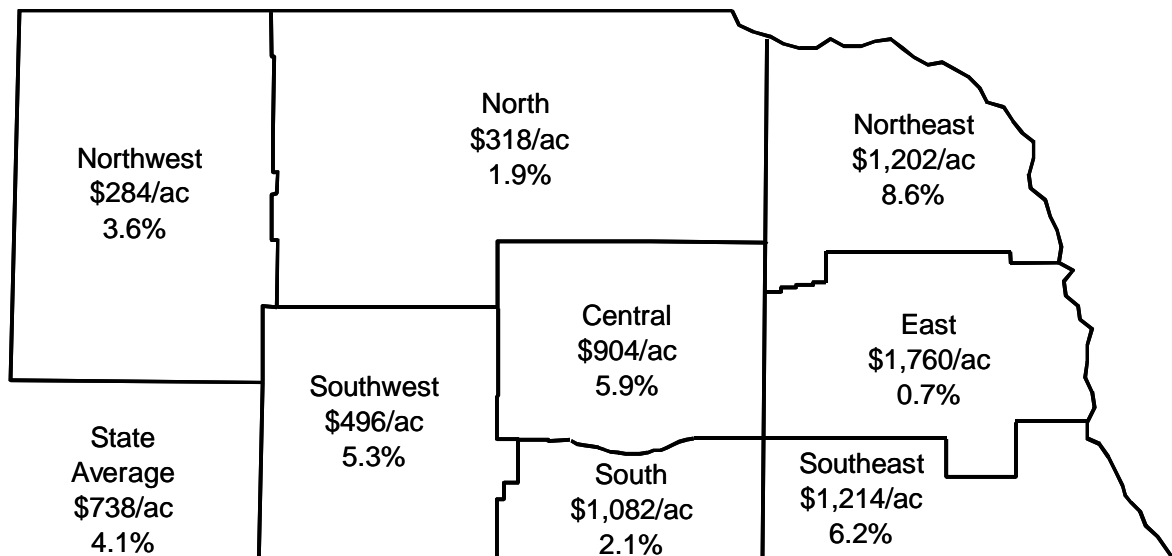 North
$318/ac
1.9%
Northeast
$1,202/ac
8.6%
Northwest
$284/ac
3.6%
Central
$904/ac
5.9%
East
$1,760/ac
0.7%
Southwest
$496/ac
5.3%
State
Average
$738/ac
4.1%
South
$1,082/ac
2.1%
Southeast
$1,214/ac
6.2%